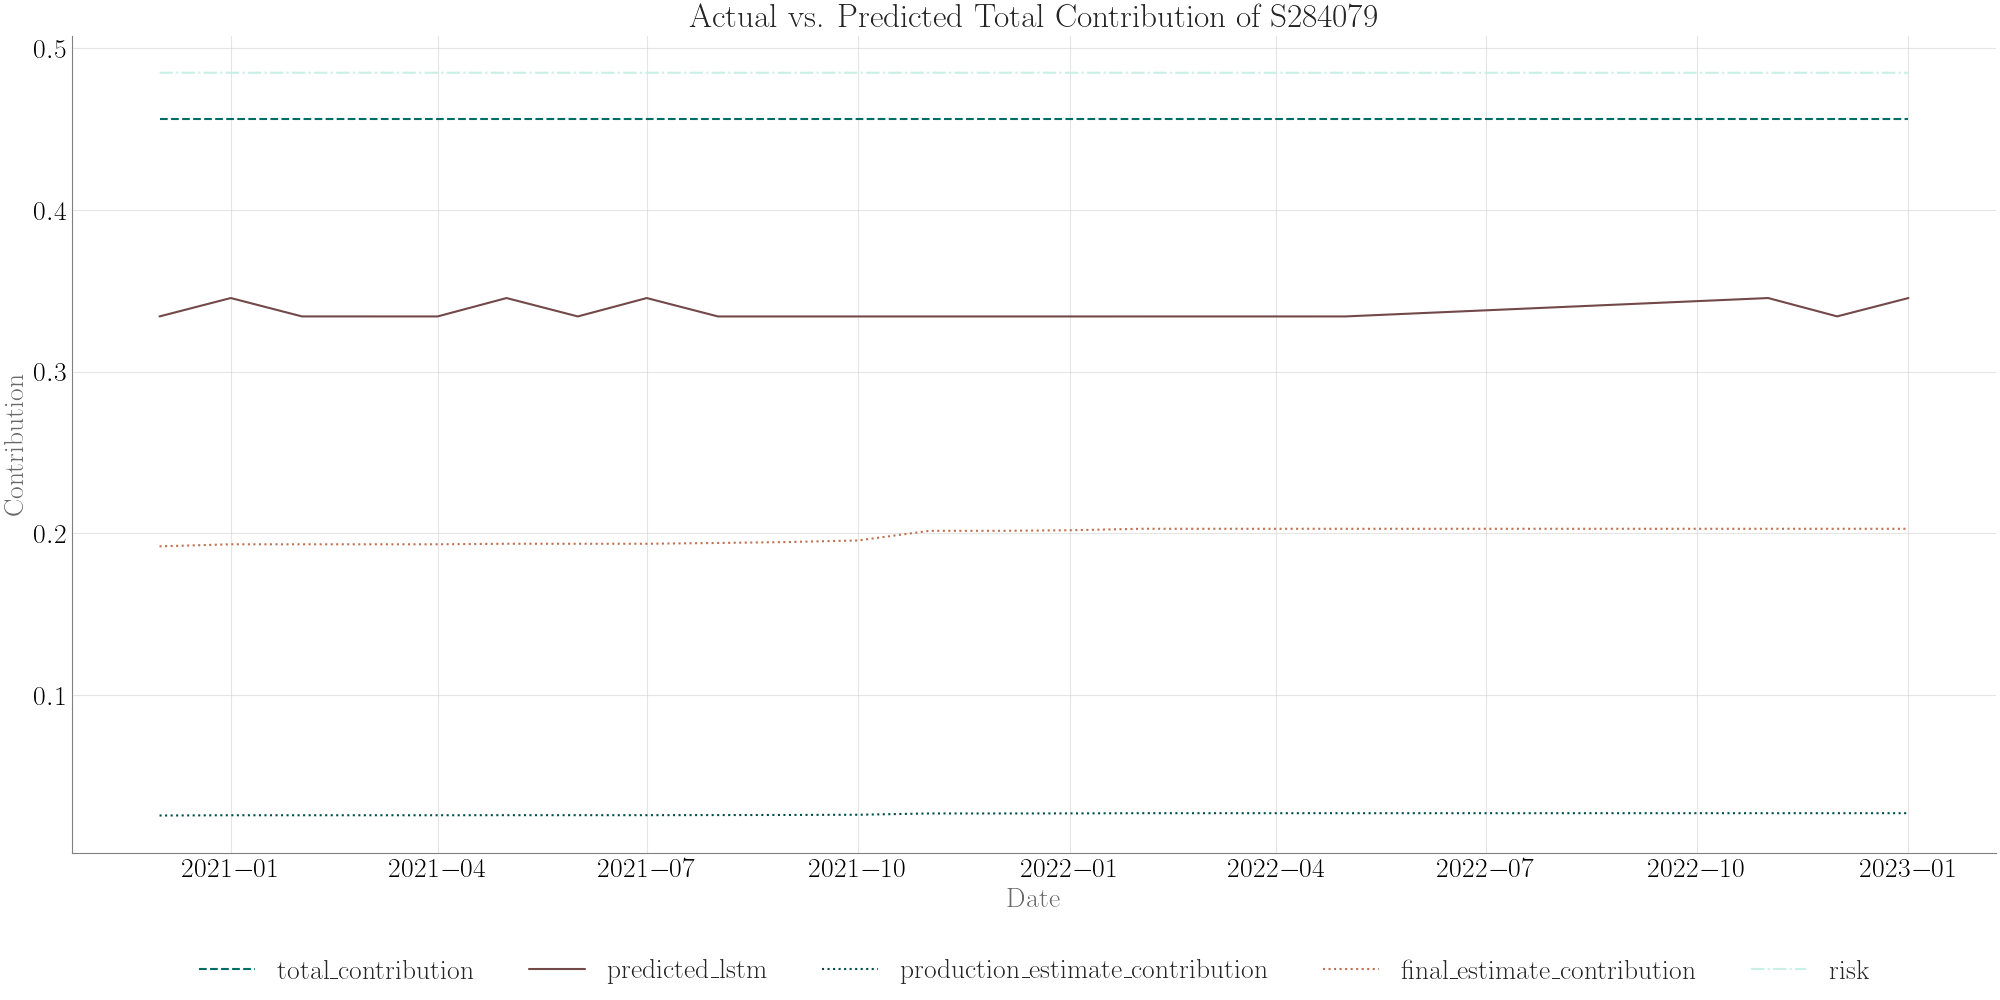 Actual vs. Predicted Total Contribution of S284079
0.5
0.4
0.3
0.2
0.1
Contribution
2021–01 2021–04 2021–07 2021–10 2022–01 2022–04 2022–07 2022–10 2023–01
Date
total_contribution predicted_lstm production_estimate_contribution final_estimate_contribution risk